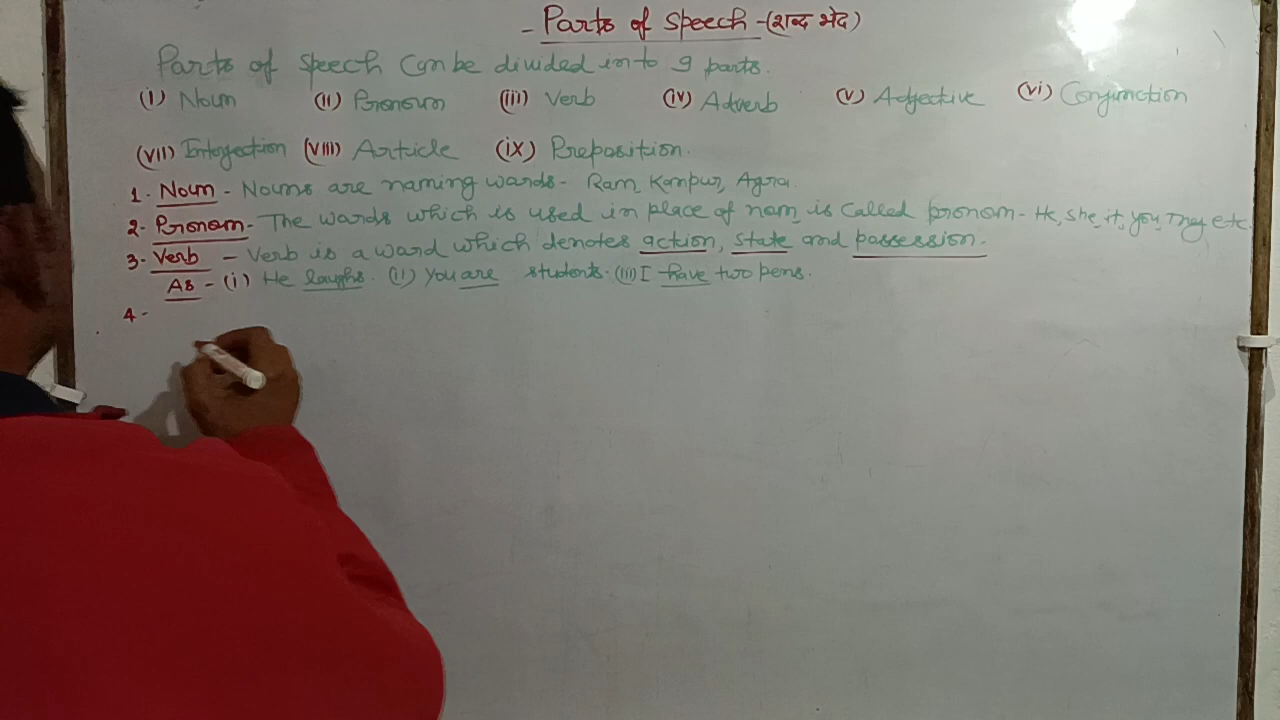 - Parts of speech - (शब्द भेद)
Parts of speech can be divided into 9 parts.
(i) Noun (ii) Pronoun (iii) Verb (iv) Adverb (v) Adjective (vi) Conjunction
(vii) Interjection (viii) Article (ix) Preposition.
1- Noun - Nouns are naming words- Ram, Kanpur, Agra.
2- Pronoun- The words which is used in place of noun, is called pronoun- He, she, it, you, They etc.
3- Verb - Verb is a word which denotes action, state and possession.
As - (i) He laughs. (ii) You are students. (iii) I have two pens.
4-